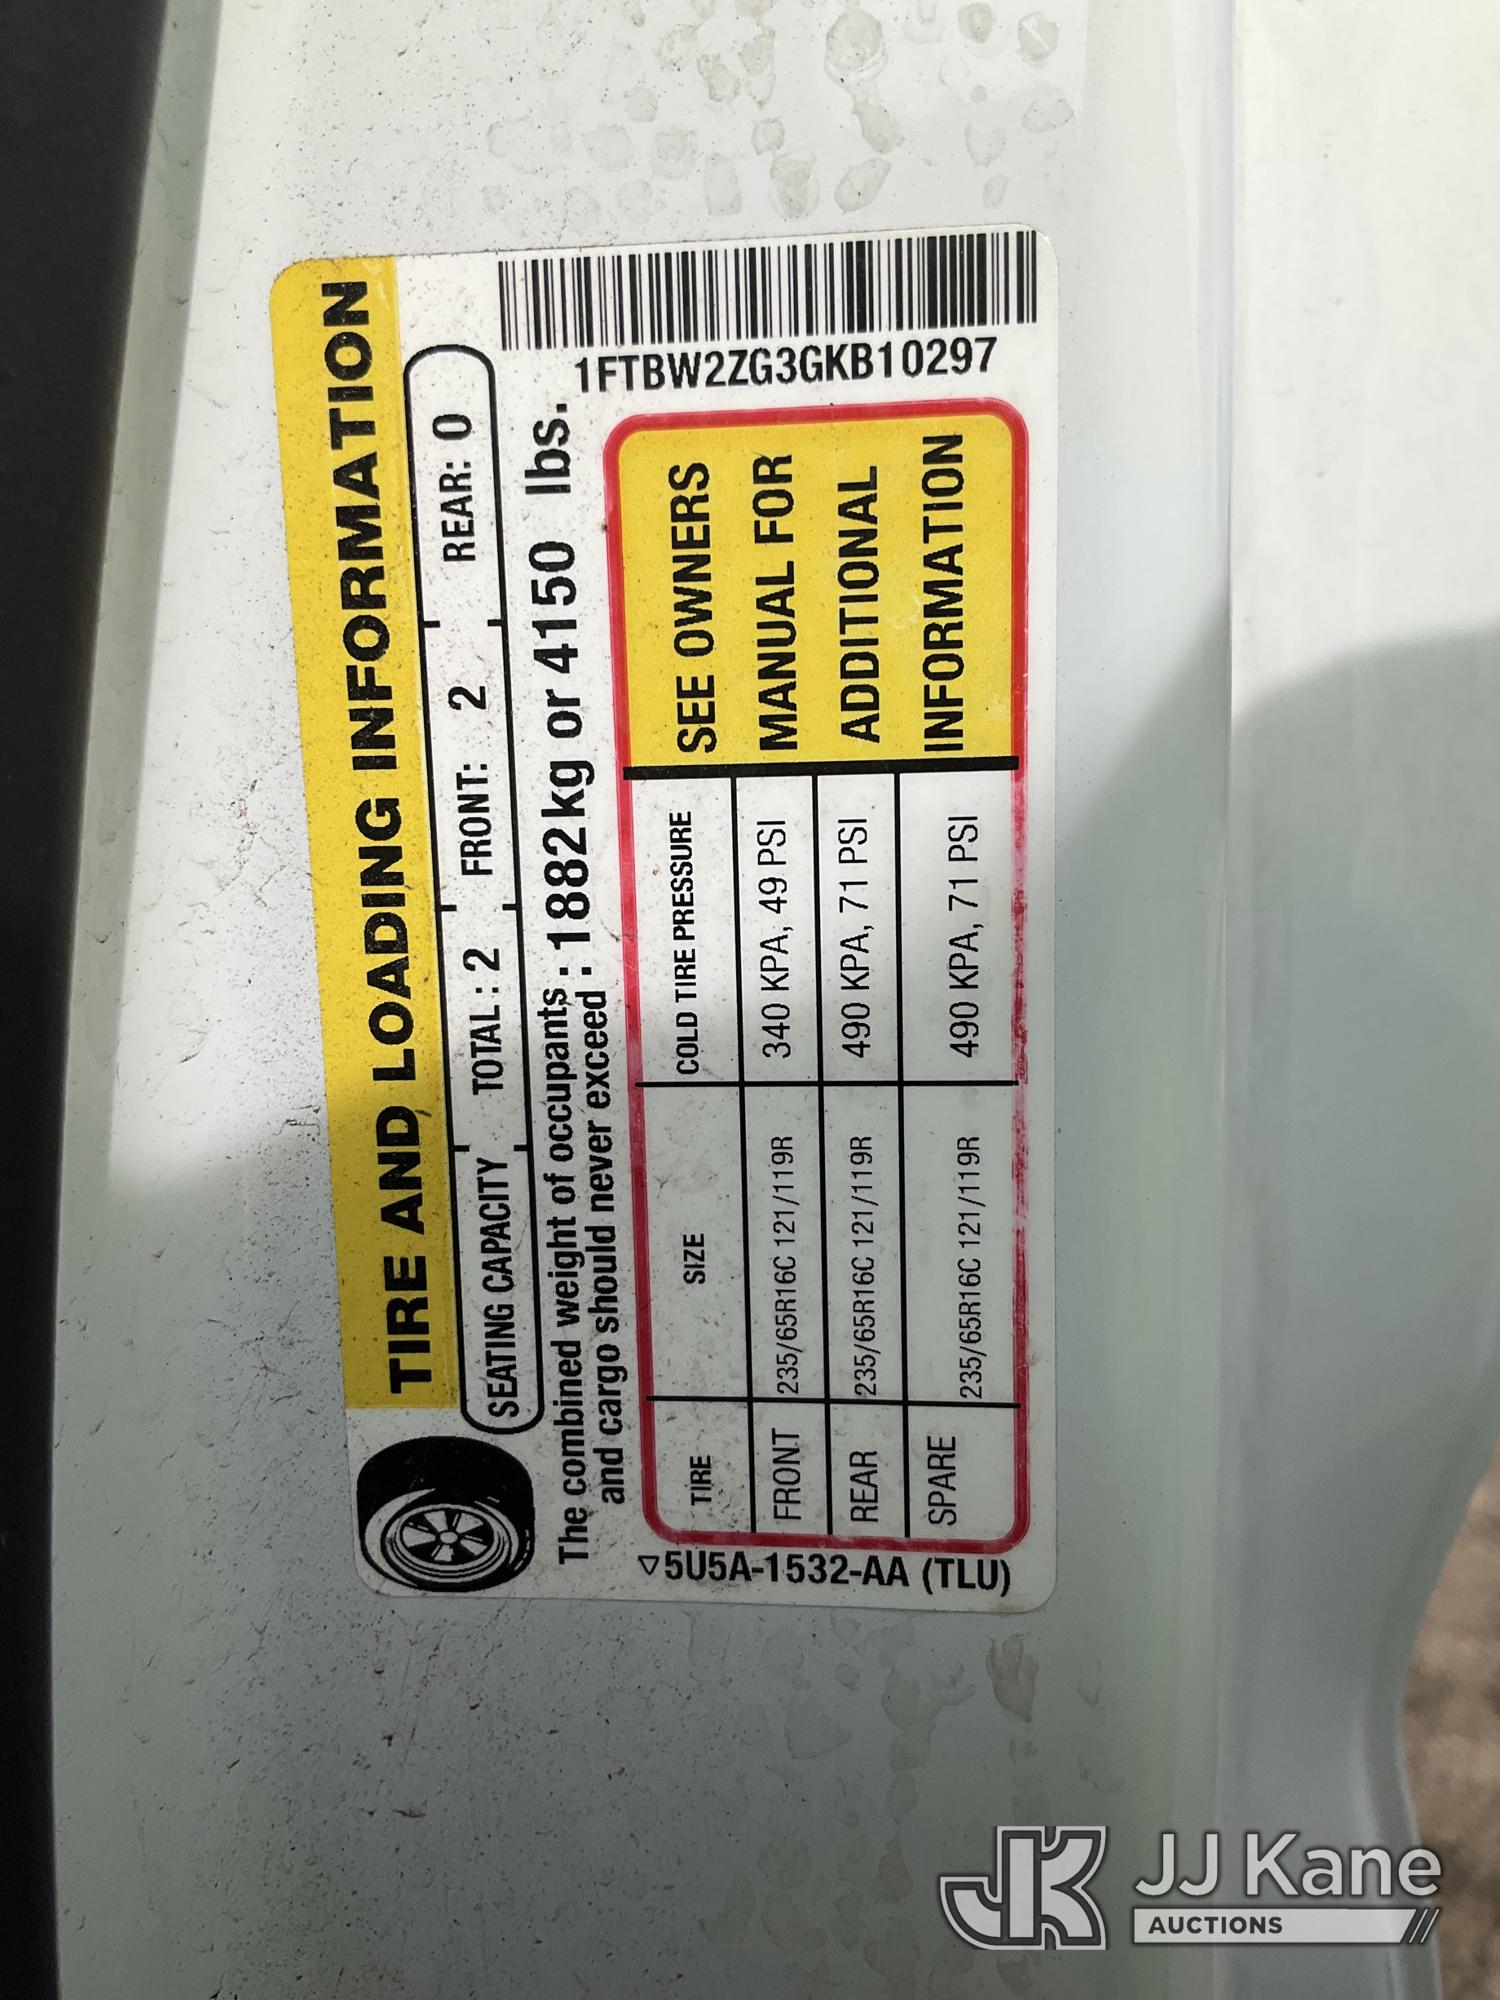 TIRE AND LOADING INFORMATION
SEATING CAPACITY TOTAL : 2 FRONT: 2 REAR: 0
The combined weight of occupants
and cargo should never exceed : 1882kg or 4150 lbs.
TIRE SIZE COLD TIRE PRESSURE
FRONT 235/65R16C 121/119R 340 KPA, 49 PSI
REAR 235/65R16C 121/119R 490 KPA, 71 PSI
SPARE 235/65R16C 121/119R 490 KPA, 71 PSI
SEE OWNERS
MANUAL FOR
ADDITIONAL
INFORMATION
1FTBW2ZG3GKB10297
5U5A-1532-AA (TLU)
JK JJ Kane
AUCTIONS